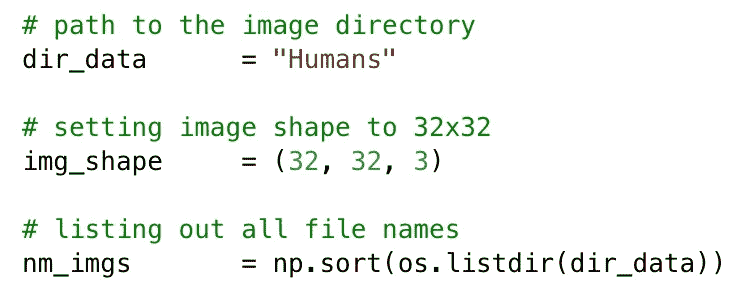 # path to the image directory
dir_data      = "Humans"
# setting image shape to 32x32
img_shape     = (32, 32, 3)
# listing out all file names
nm_imgs       = np.sort(os.listdir(dir_data))